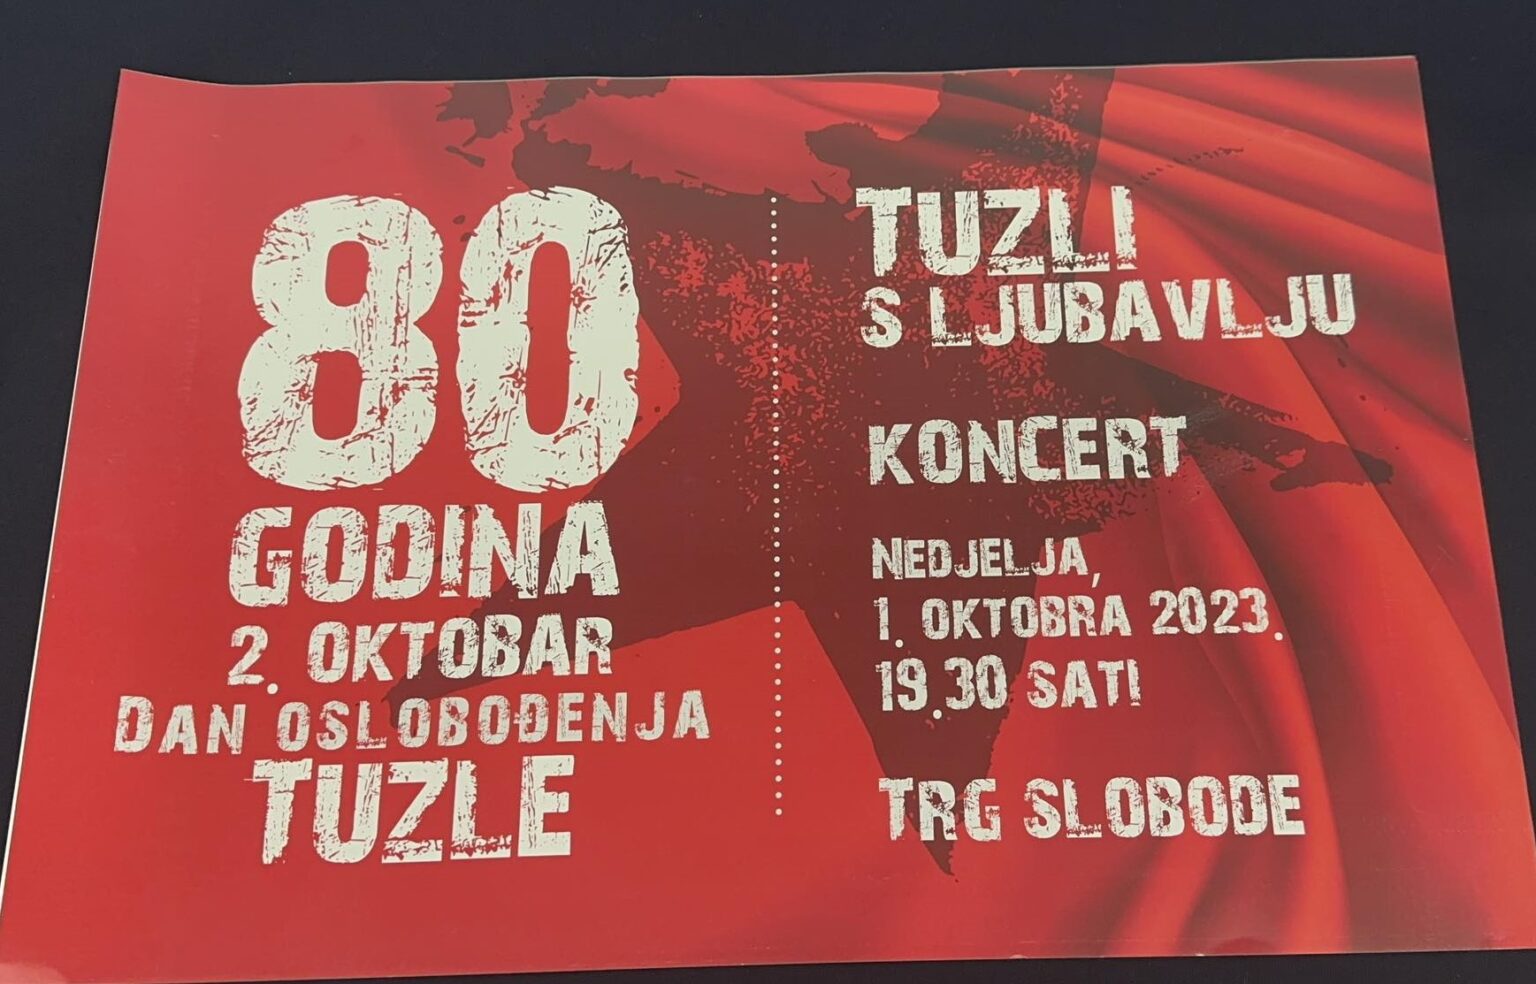 80
GODINA
2. OKTOBAR
DAN OSLOBOĐENJA
TUZLE
TUZLI
S LJUBAVLJU
KONCERT
NEDJELJA,
1. OKTOBRA 2023.
19.30 SATI
TRG SLOBODE